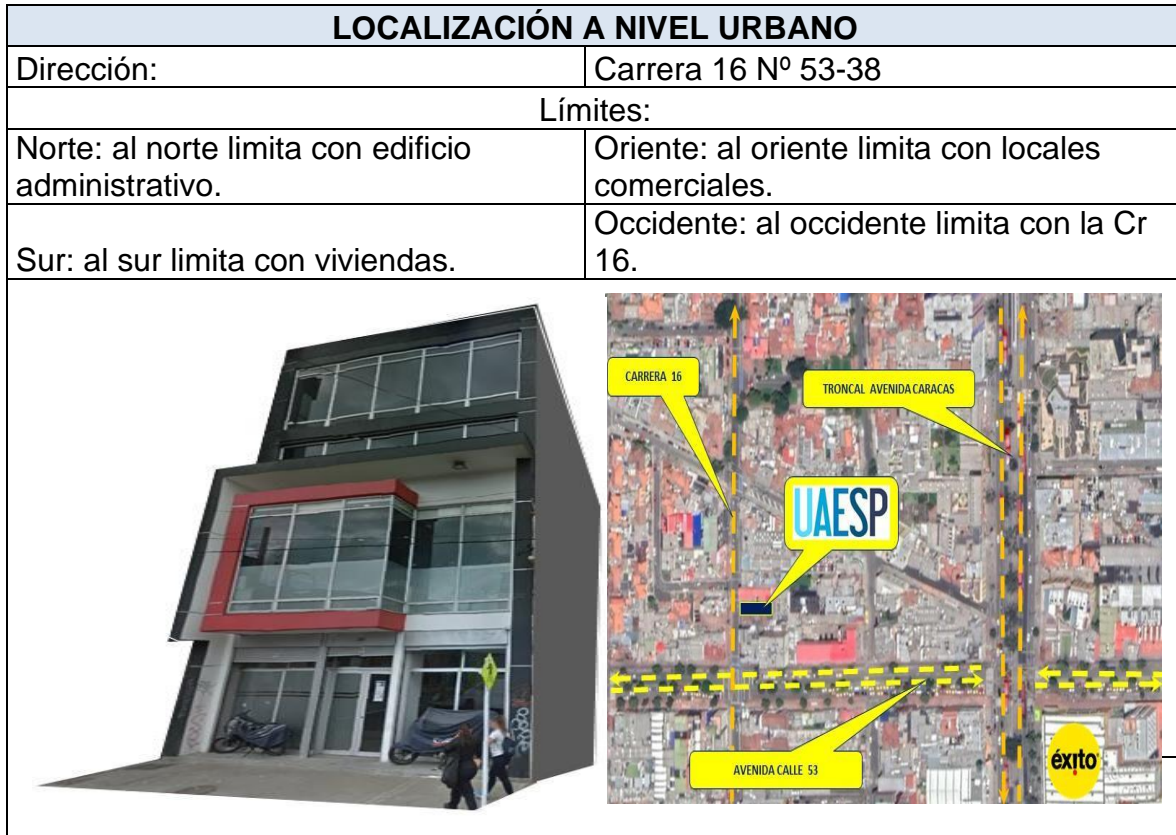 LOCALIZACIÓN A NIVEL URBANO
Dirección:
Carrera 16 Nº 53-38
Límites:
Norte: al norte limita con edificio
administrativo.
Oriente: al oriente limita con locales
comerciales.
Sur: al sur limita con viviendas.
Occidente: al occidente limita con la Cr
16.
CARRERA 16
TRONCAL AVENIDA CARACAS
UAESP
AVENIDA CALLE 53
éxito